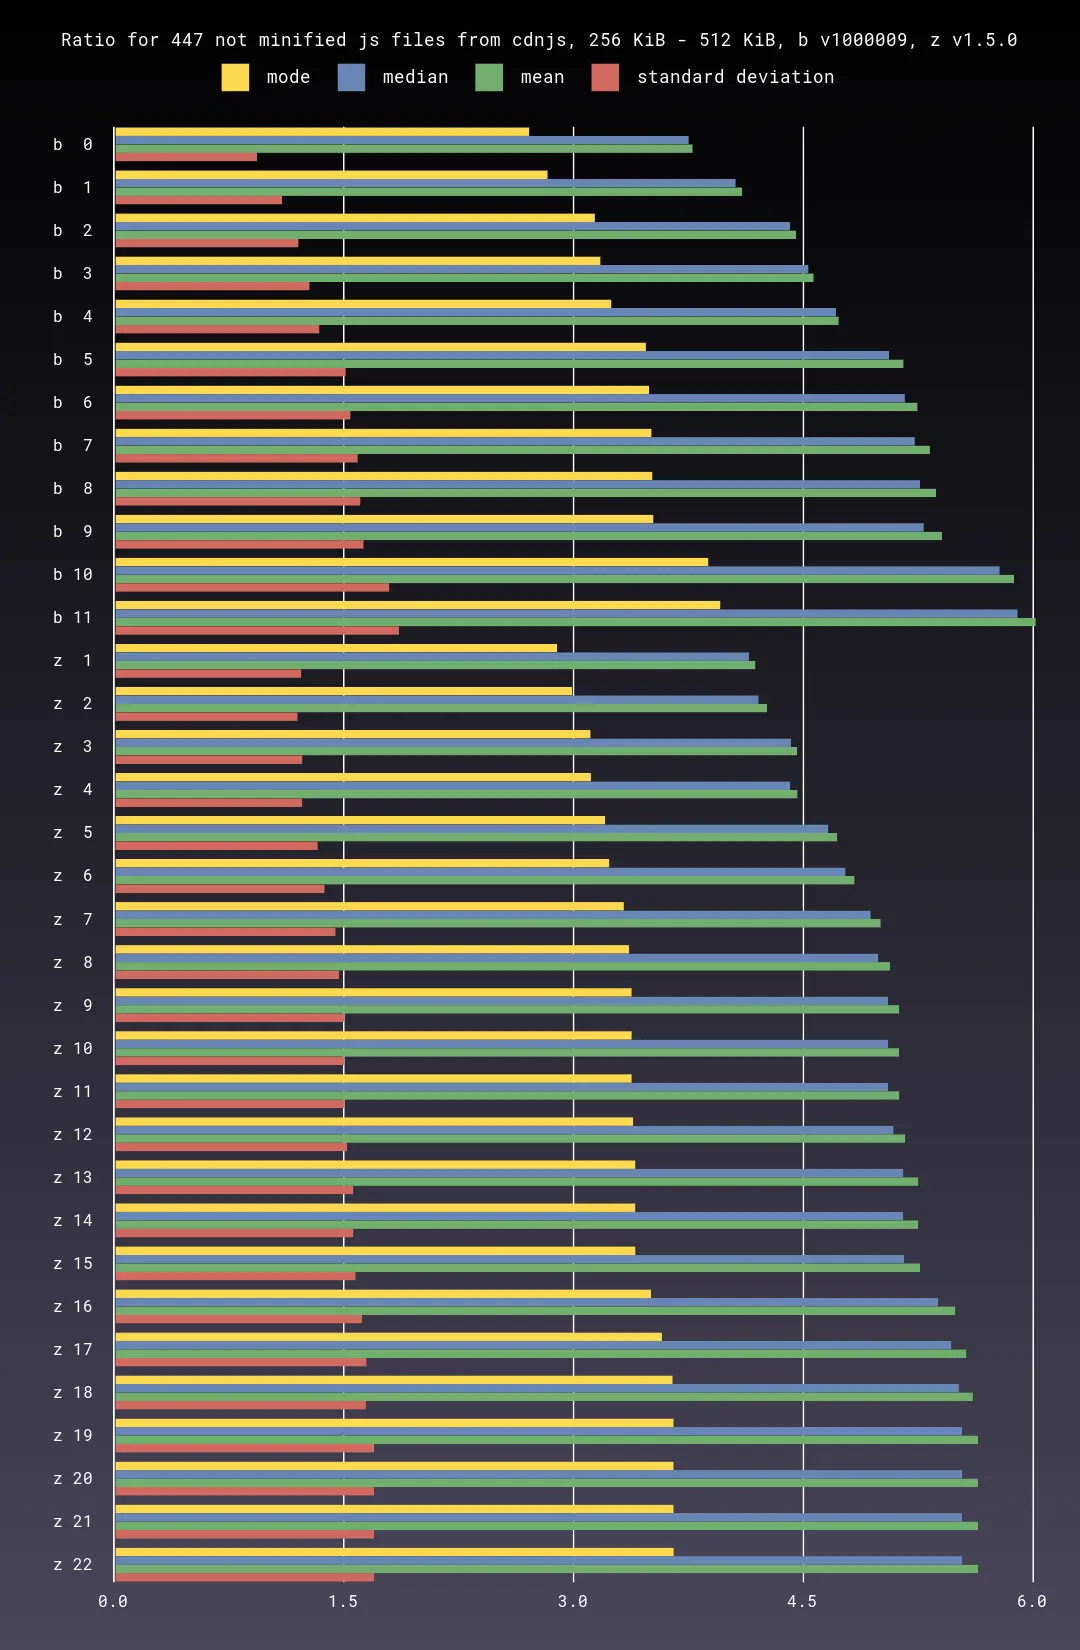 Ratio for 447 not minified js files from cdnjs, 256 KiB - 512 KiB, b v1000009, z v1.5.0
mode median mean standard deviation
b 0
b 1
b 2
b 3
b 4
b 5
b 6
b 7
b 8
b 9
b 10
b 11
z 1
z 2
z 3
z 4
z 5
z 6
z 7
z 8
z 9
z 10
z 11
z 12
z 13
z 14
z 15
z 16
z 17
z 18
z 19
z 20
z 21
z 22
0.0 1.5 3.0 4.5 6.0